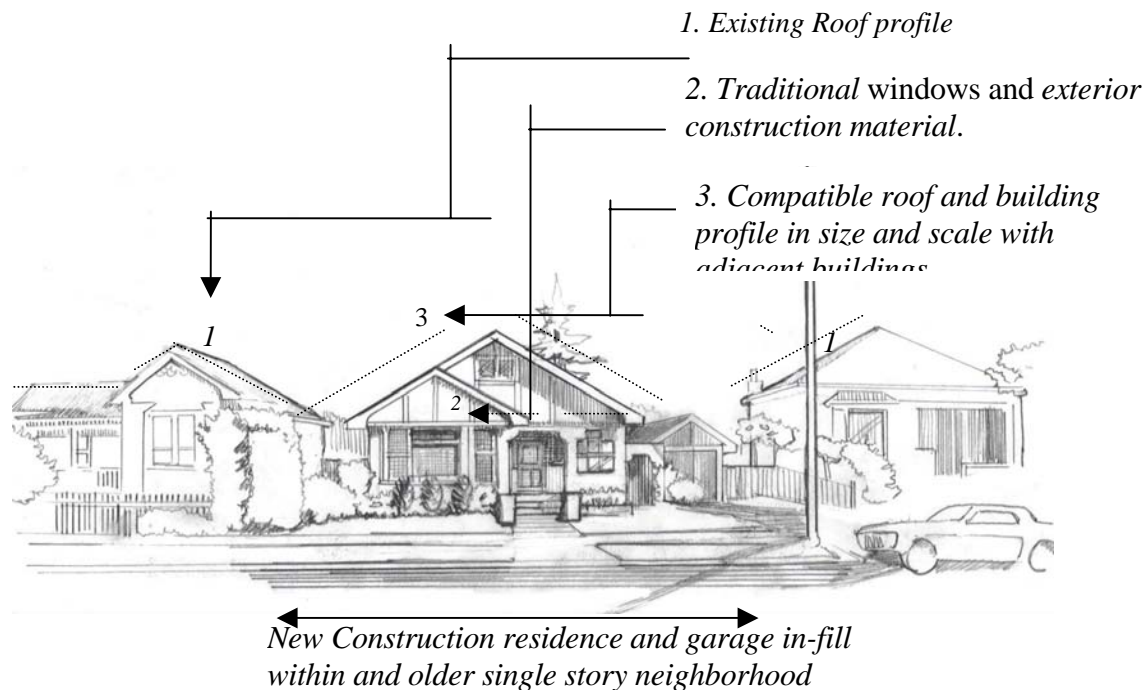 1. Existing Roof profile
2. Traditional windows and exterior
construction material.
3. Compatible roof and building
profile in size and scale with
adjacent buildings
1
3
1
2
New Construction residence and garage in-fill
within and older single story neighborhood